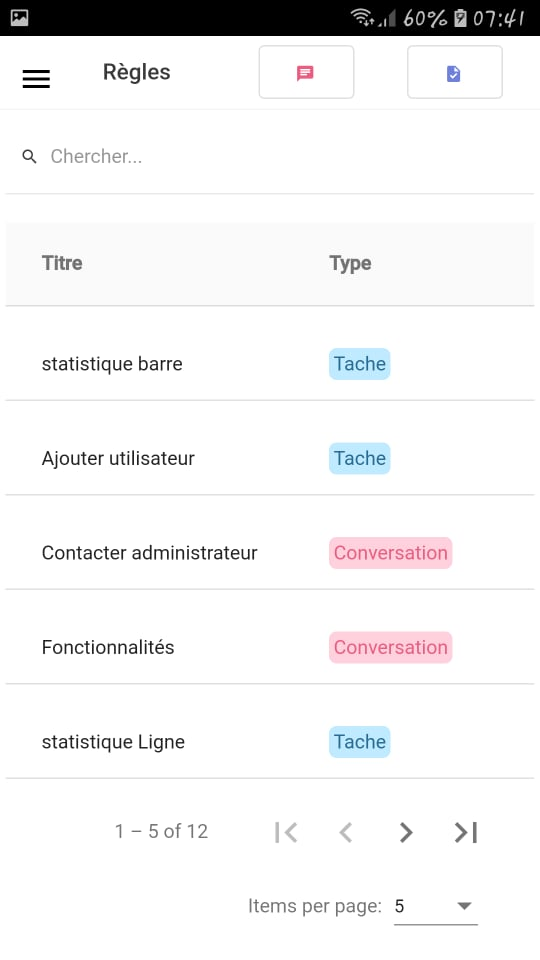 60% 07:41
Règles
Chercher...
Titre Type
statistique barre Tache
Ajouter utilisateur Tache
Contacter administrateur Conversation
Fonctionnalités Conversation
statistique Ligne Tache
1 – 5 of 12
Items per page: 5